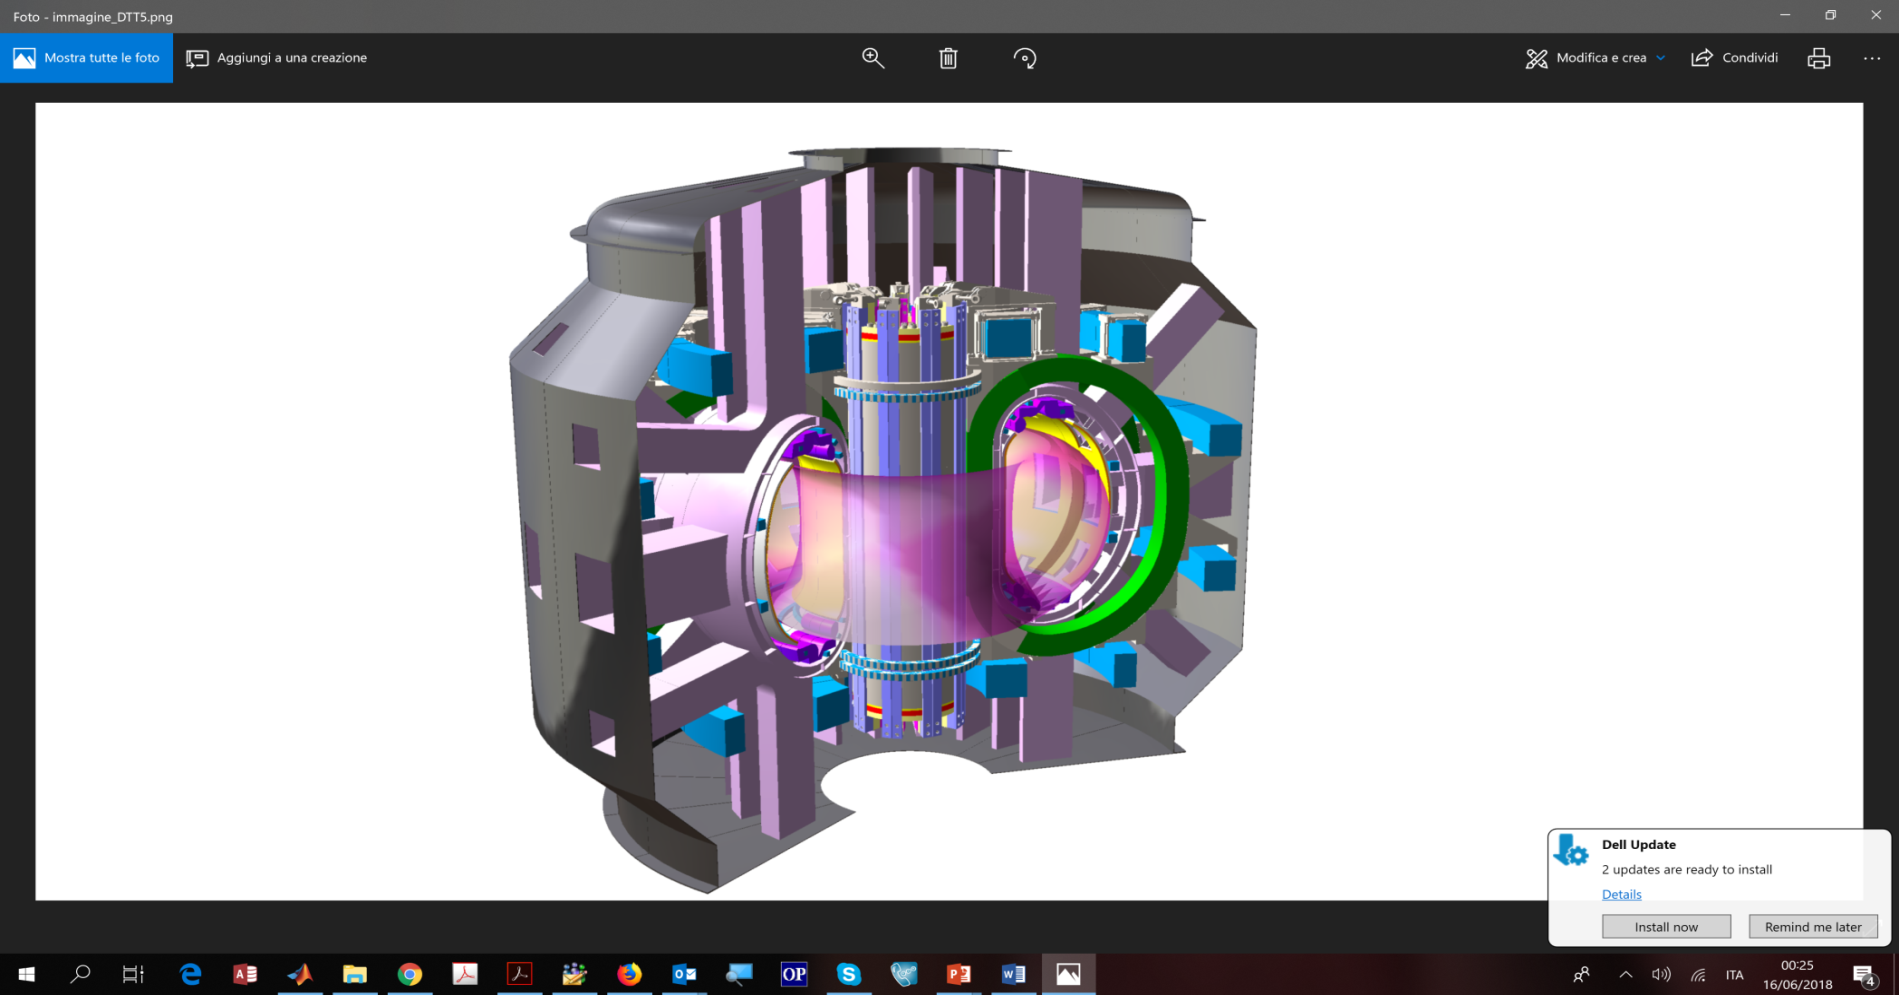 Foto - immagine_DTT5.png
Mostra tutte le foto
Aggiungi a una creazione
Modifica e crea
Condividi
Dell Update
2 updates are ready to install
Details
Install now
Remind me later
OP
ITA
00:25
16/06/2018
4